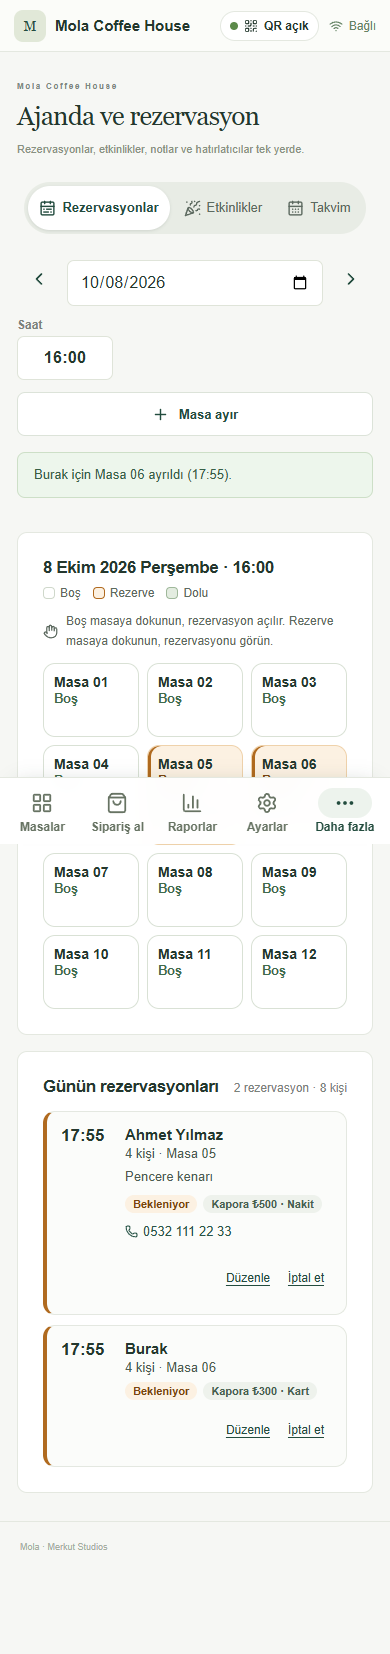 M
Mola Coffee House
QR açık
Bağlı
Mola Coffee House
Ajanda ve rezervasyon
Rezervasyonlar, etkinlikler, notlar ve hatırlatıcılar tek yerde.
Rezervasyonlar
Etkinlikler
Takvim
10/08/2026
Saat
16:00
Masa ayır
Burak için Masa 06 ayrıldı (17:55).
8 Ekim 2026 Perşembe · 16:00
Boş
Rezerve
Dolu
Boş masaya dokunun, rezervasyon açılır. Rezerve
masaya dokunun, rezervasyonu görün.
Masa 01
Boş
Masa 02
Boş
Masa 03
Boş
Masa 04
Masa 05
Masa 06
Masalar
Sipariş al
Raporlar
Ayarlar
Daha fazla
Masa 07
Boş
Masa 08
Boş
Masa 09
Boş
Masa 10
Boş
Masa 11
Boş
Masa 12
Boş
Günün rezervasyonları
2 rezervasyon · 8 kişi
17:55
Ahmet Yılmaz
4 kişi · Masa 05
Pencere kenarı
Bekleniyor
Kapora ₺500 · Nakit
0532 111 22 33
Düzenle
İptal et
17:55
Burak
4 kişi · Masa 06
Bekleniyor
Kapora ₺300 · Kart
Düzenle
İptal et
Mola · Merkut Studios